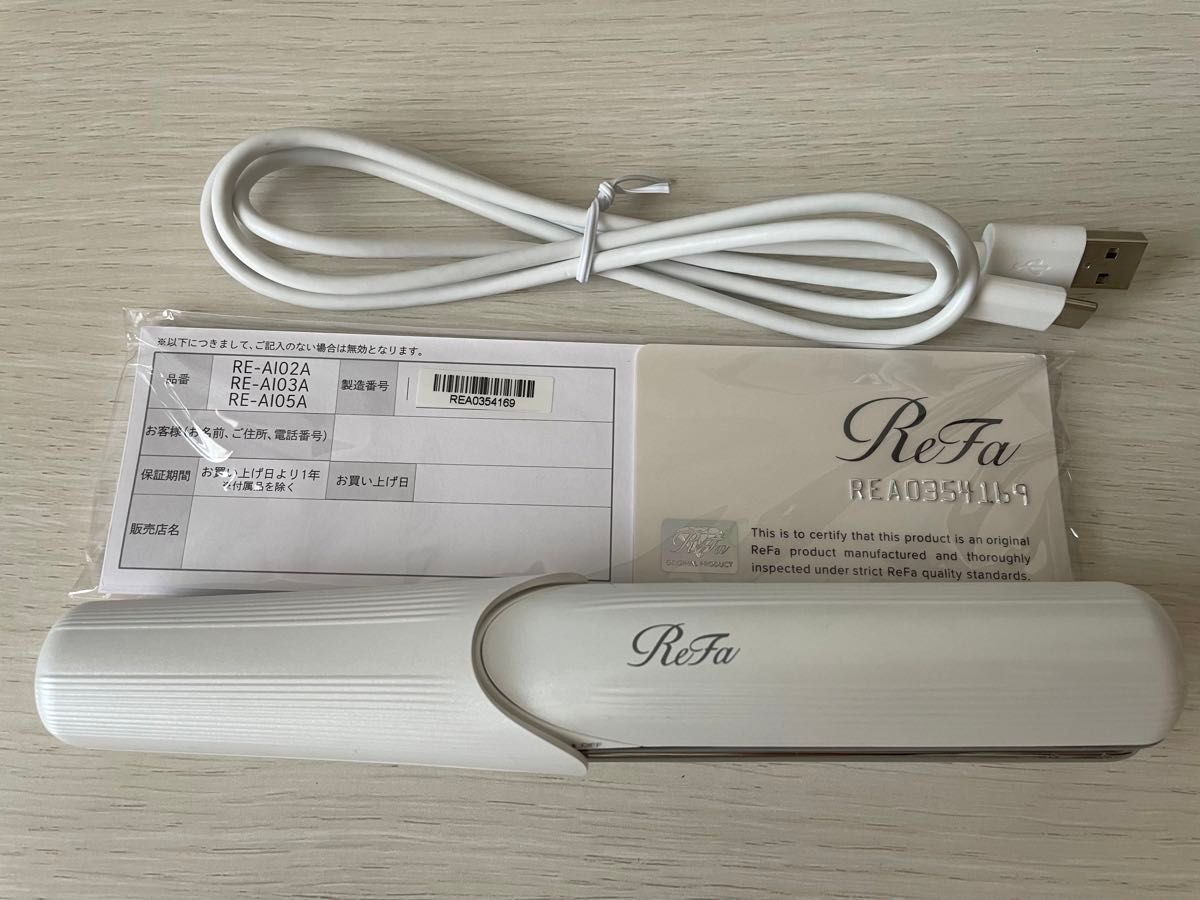 ※以下につきまして、ご記入のない場合は無効となります。
品番
RE-AI02A
RE-AI03A
RE-AI05A
製造番号
REA0354169
お客様(お名前、ご住所、電話番号)
保証期間
お買い上げ日より1年
※付属品を除く
お買い上げ日
販売店名
ReFa
REA0354169
ReFa
ORIGINAL PRODUCT
This is to certify that this product is an original
ReFa product manufactured and thoroughly
inspected under strict ReFa quality standards.
ReFa